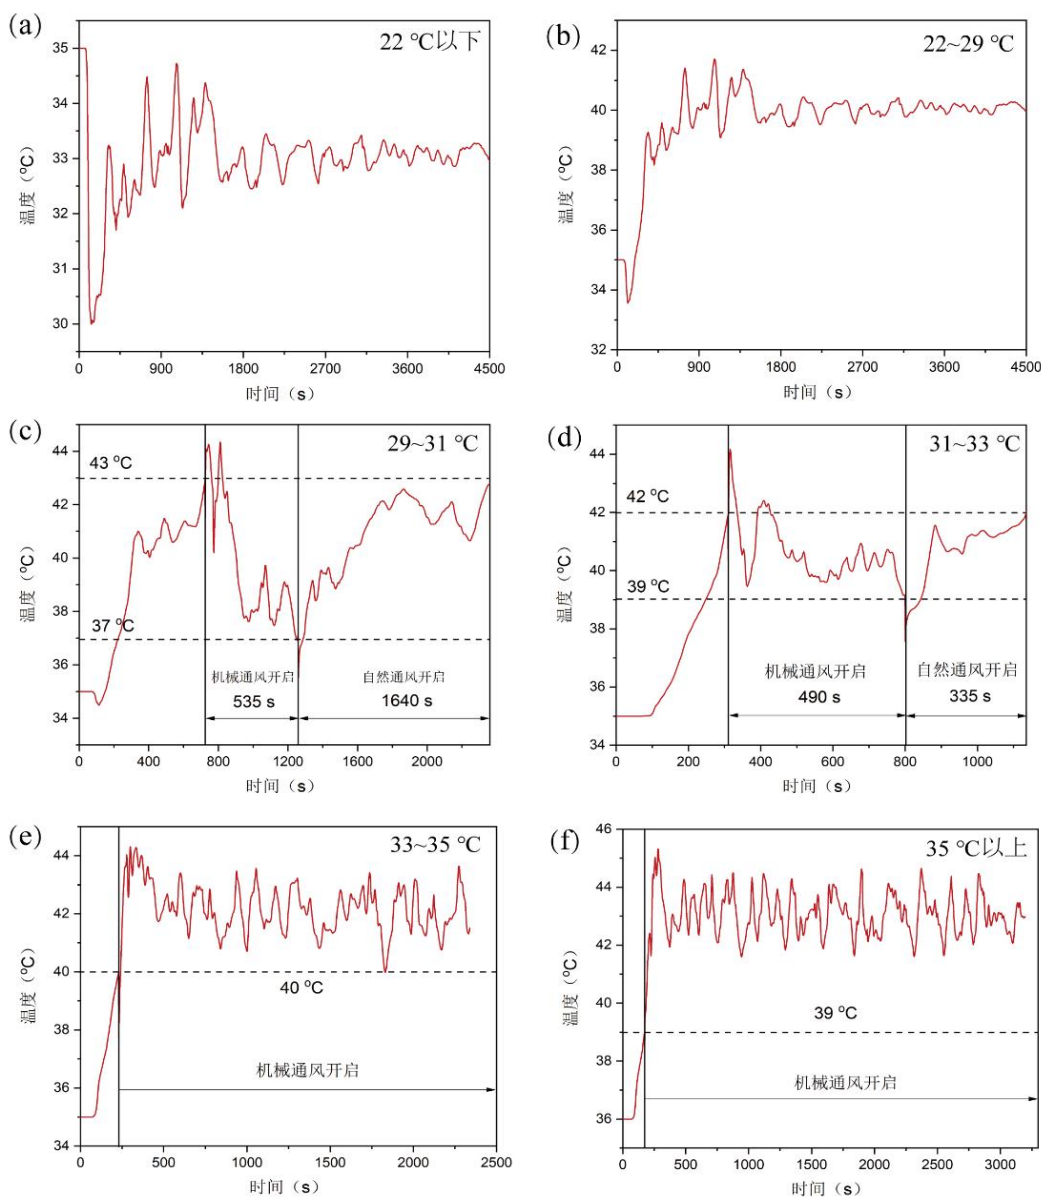 (a)
22 ℃以下
35
34
33
32
31
30
温度（℃）
0 900 1800 2700 3600 4500
时间（s）
(b)
22~29 ℃
42
40
38
36
34
32
温度（℃）
0 900 1800 2700 3600 4500
时间（s）
(c)
29~31 ℃
44
42
40
38
36
34
温度（℃）
43 ℃
37 ℃
机械通风开启
535 s
自然通风开启
1640 s
0 400 800 1200 1600 2000
时间（s）
(d)
31~33 ℃
44
42
40
38
36
34
温度（℃）
42 ℃
39 ℃
机械通风开启
490 s
自然通风开启
335 s
0 200 400 600 800 1000
时间（s）
(e)
33~35 ℃
44
42
40
38
36
34
温度（℃）
40 ℃
机械通风开启
0 500 1000 1500 2000 2500
时间（s）
(f)
35 ℃以上
46
44
42
40
38
36
温度（℃）
39 ℃
机械通风开启
0 500 1000 1500 2000 2500 3000
时间（s）